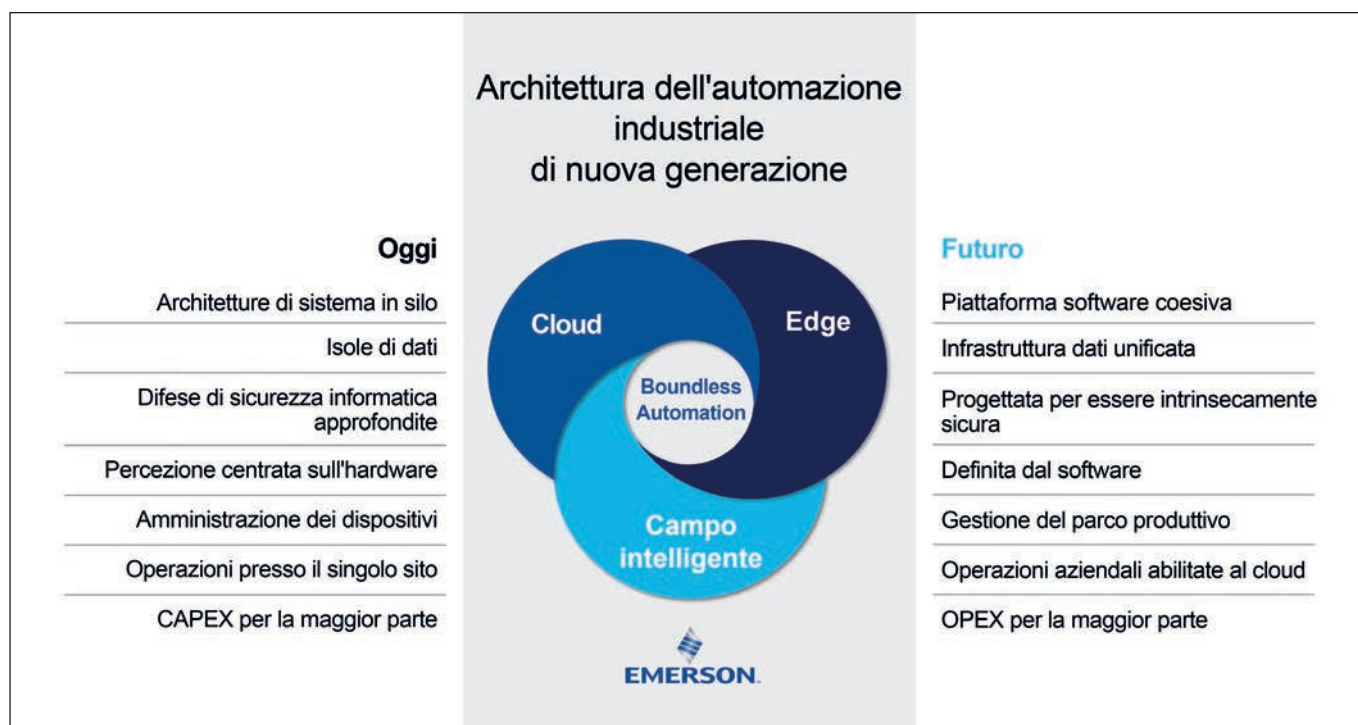 Architettura dell'automazione
industriale
di nuova generazione
Oggi
Architetture di sistema in silo
Isole di dati
Difese di sicurezza informatica
approfondite
Percezione centrata sull'hardware
Amministrazione dei dispositivi
Operazioni presso il singolo sito
CAPEX per la maggior parte
Cloud
Edge
Boundless
Automation
Campo
intelligente
EMERSON™
Futuro
Piattaforma software coesiva
Infrastruttura dati unificata
Progettata per essere intrinsecamente
sicura
Definita dal software
Gestione del parco produttivo
Operazioni aziendali abilitate al cloud
OPEX per la maggior parte